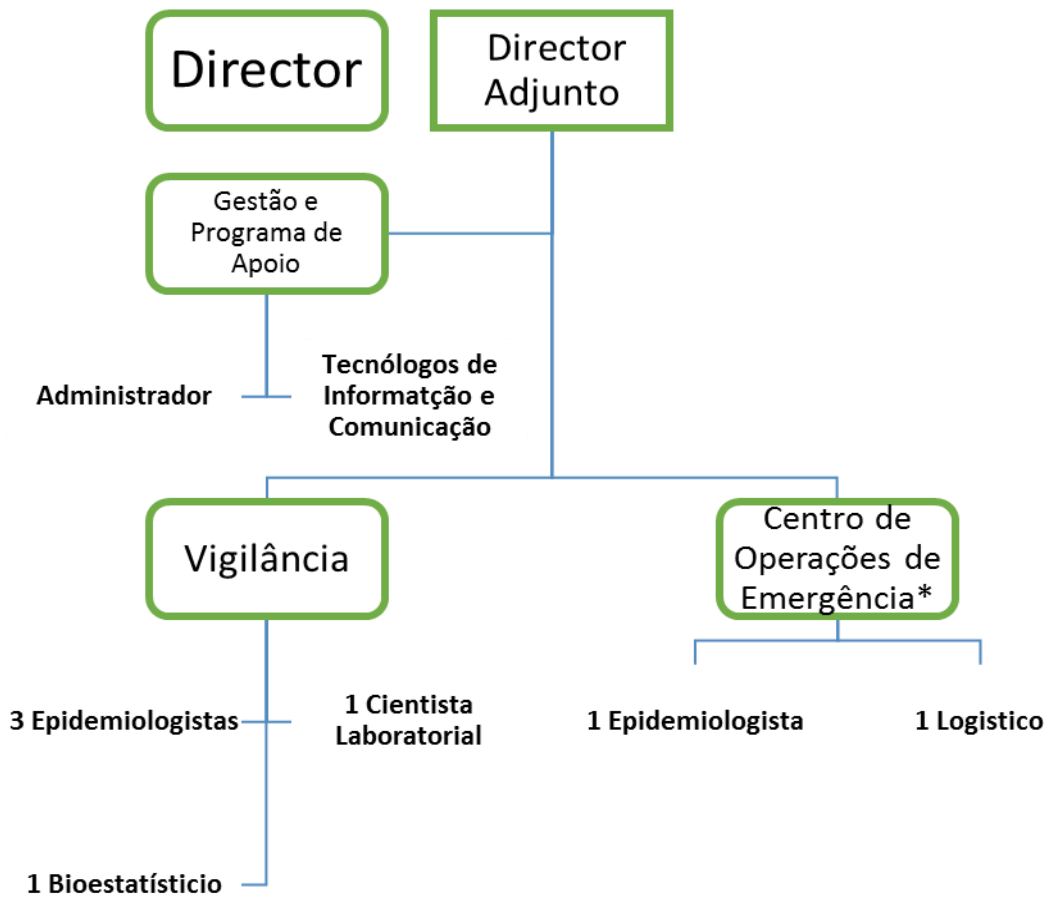 Director
Director
Adjunto
Gestão e
Programa de
Apoio
Administrador
Tecnólogos de
Informatção e
Comunicação
Vigilância
Centro de
Operações de
Emergência*
3 Epidemiologistas
1 Cientista
Laboratorial
1 Epidemiologista
1 Logistico
1 Bioestatísticio